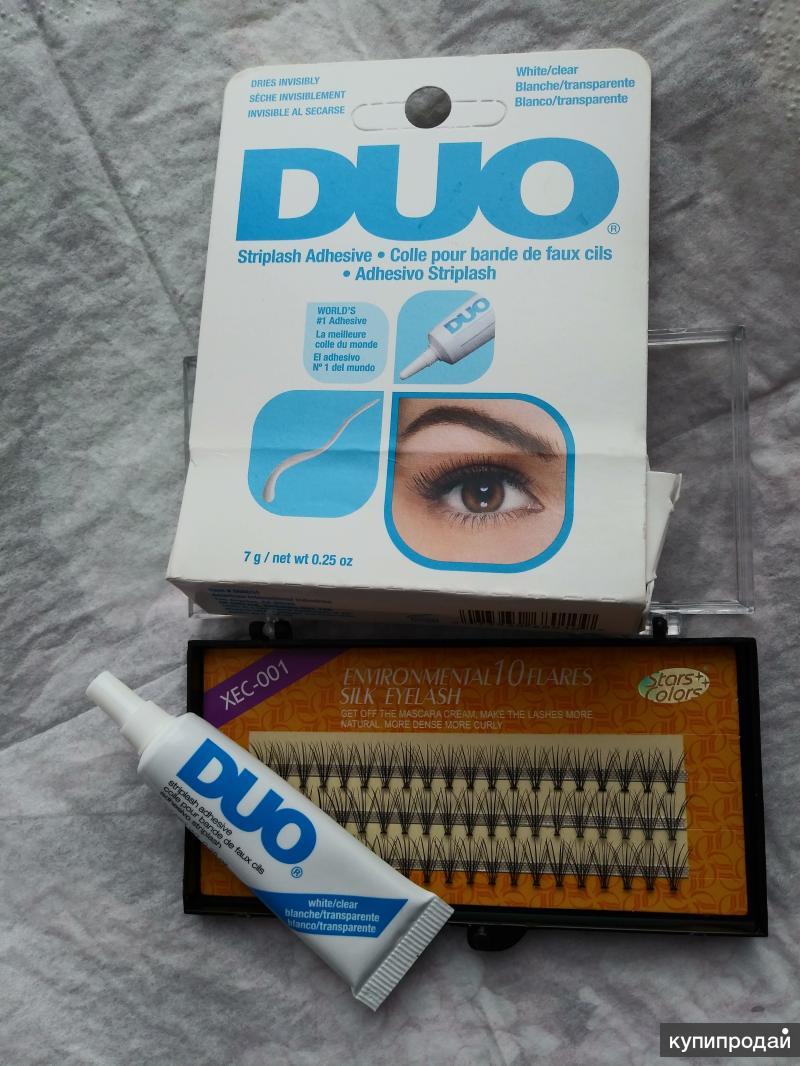 DRIES INVISIBLY
SÉCHE INVISIBLEMENT
INVISIBLE AL SECARSE
White/clear
Blanche/transparente
Blanco/transparente
DUO®
Striplash Adhesive • Colle pour bande de faux cils
• Adhesivo Striplash
WORLD'S
#1 Adhesive
La meilleure
colle du monde
El adhesivo
Nº 1 del mundo
DUO
7 g / net wt 0.25 oz
XEC-001
ENVIRONMENTAL 10 FLARES
SILK EYELASH
GET OFF THE MASCARA CREAM, MAKE THE LASHES MORE
NATURAL, MORE DENSE MORE CURLY
Stars
Colors
DUO®
striplash adhesive
colle pour bande de faux cils
adhesivo striplash
white/clear
blanche/transparente
blanco/transparente
купипродай